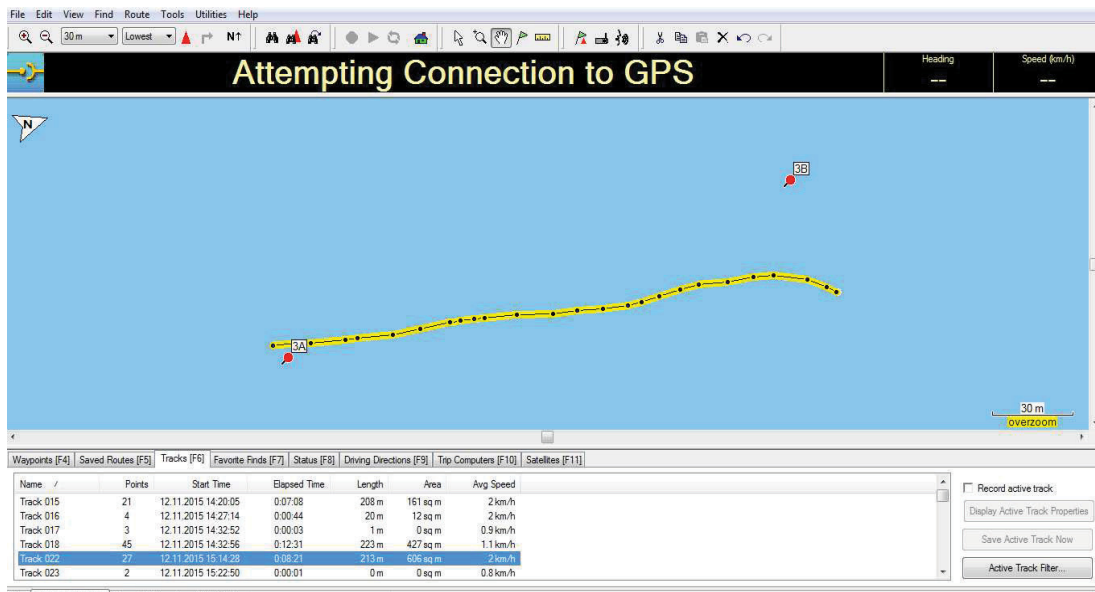 File Edit View Find Route Tools Utilities Help
30 m Lowest N↑
Attempting Connection to GPS
Heading Speed (km/h)
-- --
N
3B
3A
30 m
overzoom
Waypoints [F4] Saved Routes [F5] Tracks [F6] Favorite Finds [F7] Status [F8] Driving Directions [F9] Trip Computers [F10] Satellites [F11]
Name / Points Start Time Elapsed Time Length Area Avg Speed
Track 015 21 12.11.2015 14:20:05 0:07:08 208 m 161 sq m 2 km/h
Track 016 4 12.11.2015 14:27:14 0:00:44 20 m 12 sq m 2 km/h
Track 017 3 12.11.2015 14:32:52 0:00:03 1 m 0 sq m 0.9 km/h
Track 018 45 12.11.2015 14:32:56 0:12:31 223 m 427 sq m 1.1 km/h
Track 022 27 12.11.2015 15:14:28 0:08:21 213 m 606 sq m 2 km/h
Track 023 2 12.11.2015 15:22:50 0:00:01 0 m 0 sq m 0.8 km/h
Record active track
Display Active Track Properties
Save Active Track Now
Active Track Filter...